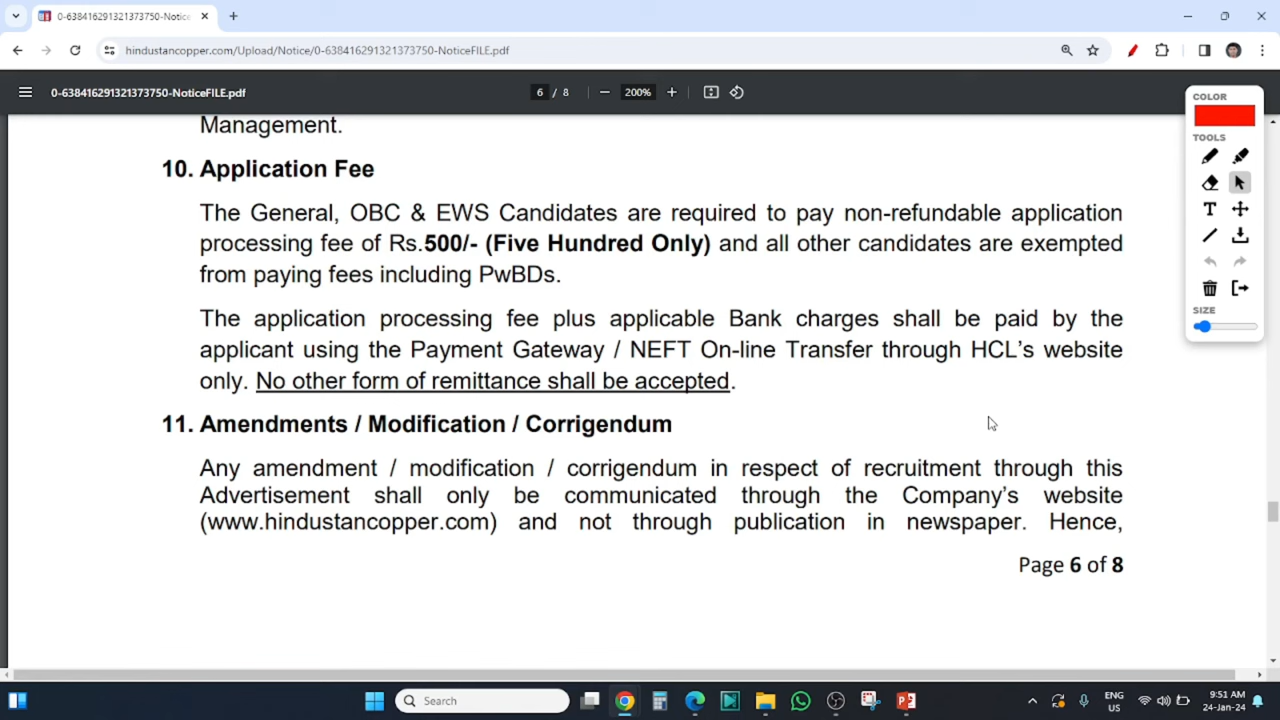 0-638416291321373750-Notice
hindustancopper.com/Upload/Notice/0-638416291321373750-NoticeFILE.pdf
0-638416291321373750-NoticeFILE.pdf
6 / 8
200%
COLOR
TOOLS
T
SIZE
Management.
10. Application Fee
The General, OBC & EWS Candidates are required to pay non-refundable application
processing fee of Rs.500/- (Five Hundred Only) and all other candidates are exempted
from paying fees including PwBDs.
The application processing fee plus applicable Bank charges shall be paid by the
applicant using the Payment Gateway / NEFT On-line Transfer through HCL's website
only. No other form of remittance shall be accepted.
11. Amendments / Modification / Corrigendum
Any amendment / modification / corrigendum in respect of recruitment through this
Advertisement shall only be communicated through the Company's website
(www.hindustancopper.com) and not through publication in newspaper. Hence,
Page 6 of 8
Search
ENG
US
9:51 AM
24-Jan-24